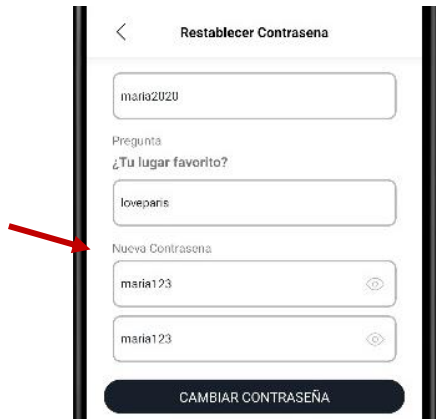 Restablecer Contrasena
maria2020
Pregunta
¿Tu lugar favorito?
loveparis
Nueva Contrasena
maria123
maria123
CAMBIAR CONTRASEÑA